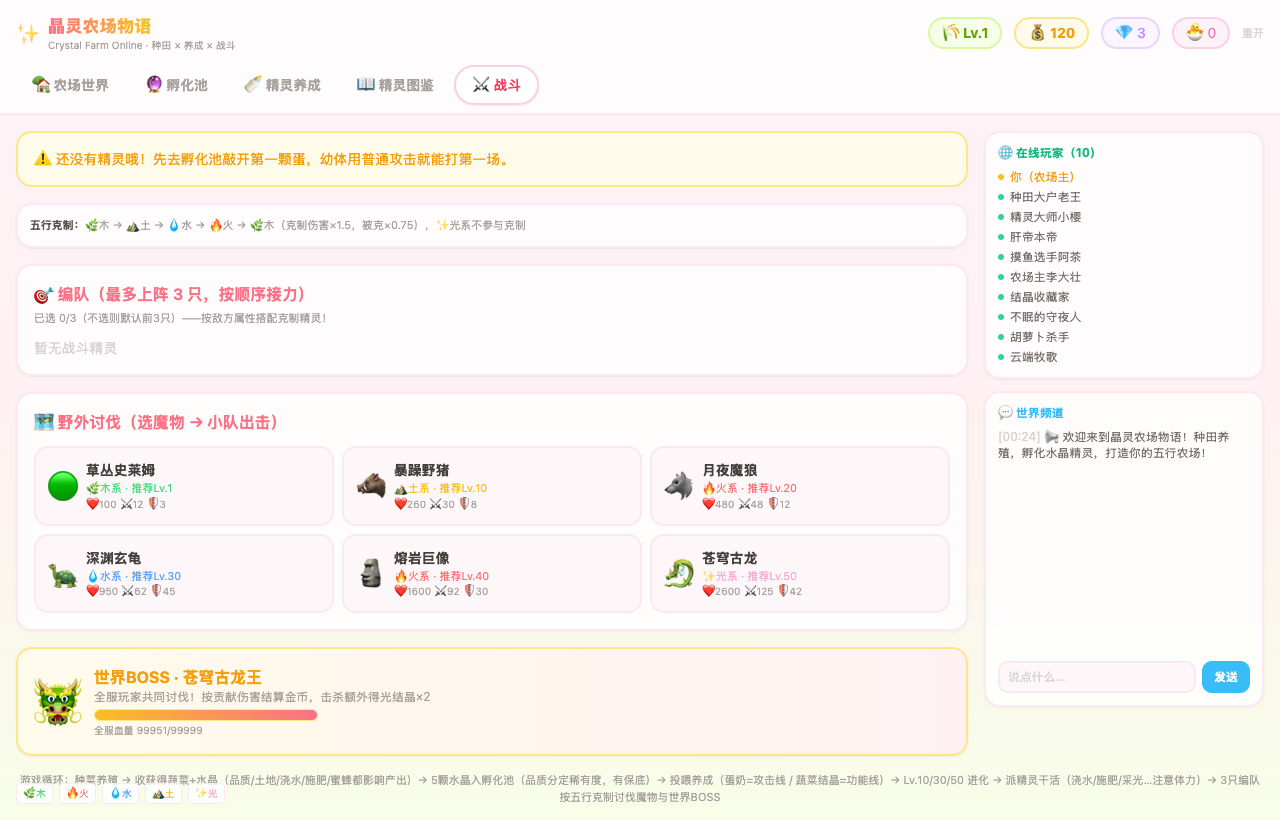 晶灵农场物语
Crystal Farm Online · 种田 × 养成 × 战斗
Lv.1
120
3
0
重开
农场世界
孵化池
精灵养成
精灵图鉴
战斗
还没有精灵哦！先去孵化池敲开第一颗蛋，幼体用普通攻击就能打第一场。
五行克制：木 → 土 → 水 → 火 → 木（克制伤害×1.5，被克×0.75），光系不参与克制
编队（最多上阵 3 只，按顺序接力）
已选 0/3（不选则默认前3只）——按敌方属性搭配克制精灵！
暂无战斗精灵
野外讨伐（选魔物 → 小队出击）
草丛史莱姆
木系 · 推荐Lv.1
100 12 3
暴躁野猪
土系 · 推荐Lv.10
260 30 8
月夜魔狼
火系 · 推荐Lv.20
480 48 12
深渊玄龟
水系 · 推荐Lv.30
950 62 45
熔岩巨像
火系 · 推荐Lv.40
1600 92 30
苍穹古龙
光系 · 推荐Lv.50
2600 125 42
世界BOSS · 苍穹古龙王
全服玩家共同讨伐！按贡献伤害结算金币，击杀额外得光结晶×2
全服血量 99951/99999
在线玩家（10）
你（农场主）
种田大户老王
精灵大师小樱
肝帝本帝
摸鱼选手阿茶
农场主李大壮
结晶收藏家
不眠的守夜人
胡萝卜杀手
云端牧歌
世界频道
[00:24] 欢迎来到晶灵农场物语！种田养
殖，孵化水晶精灵，打造你的五行农场！
说点什么...
发送
游戏循环：种菜养殖 → 收获得蔬菜+水晶（品质/土地/浇水/施肥/蜜蜂都影响产出）→ 5颗水晶入孵化池（品质分定稀有度，有保底）→ 投喂养成（蛋奶=攻击线 / 蔬菜结晶=功能线）→ Lv.10/30/50 进化 → 派精灵干活（浇水/施肥/采光…注意体力）→ 3只编队
按五行克制讨伐魔物与世界BOSS
木
火
水
土
光